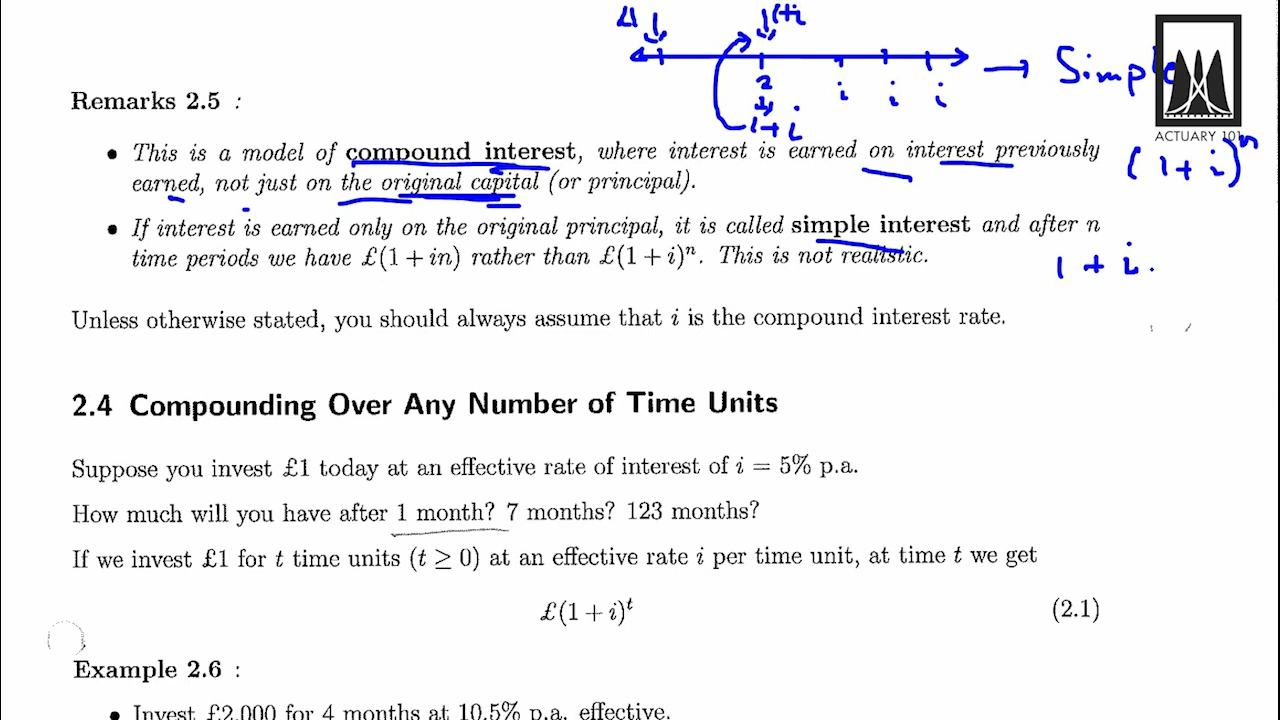 £1 1+i
→ Simple
2 i i i
1+i
ACTUARY 101
Remarks 2.5 :
• This is a model of compound interest, where interest is earned on interest previously
earned, not just on the original capital (or principal).
(1+i)ⁿ
• If interest is earned only on the original principal, it is called simple interest and after n
time periods we have £(1 + in) rather than £(1 + i)ⁿ. This is not realistic.
1 + i.
Unless otherwise stated, you should always assume that i is the compound interest rate.
2.4 Compounding Over Any Number of Time Units
Suppose you invest £1 today at an effective rate of interest of i = 5% p.a.
How much will you have after 1 month? 7 months? 123 months?
If we invest £1 for t time units (t ≥ 0) at an effective rate i per time unit, at time t we get
£(1 + i)ᵗ (2.1)
Example 2.6 :
• Invest £2,000 for 4 months at 10.5% p.a. effective.